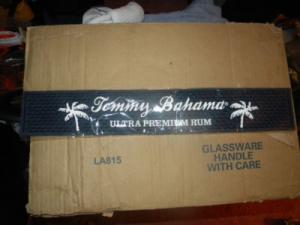 Tommy Bahama®
ULTRA PREMIUM RUM
LA815
GLASSWARE
HANDLE
WITH CARE